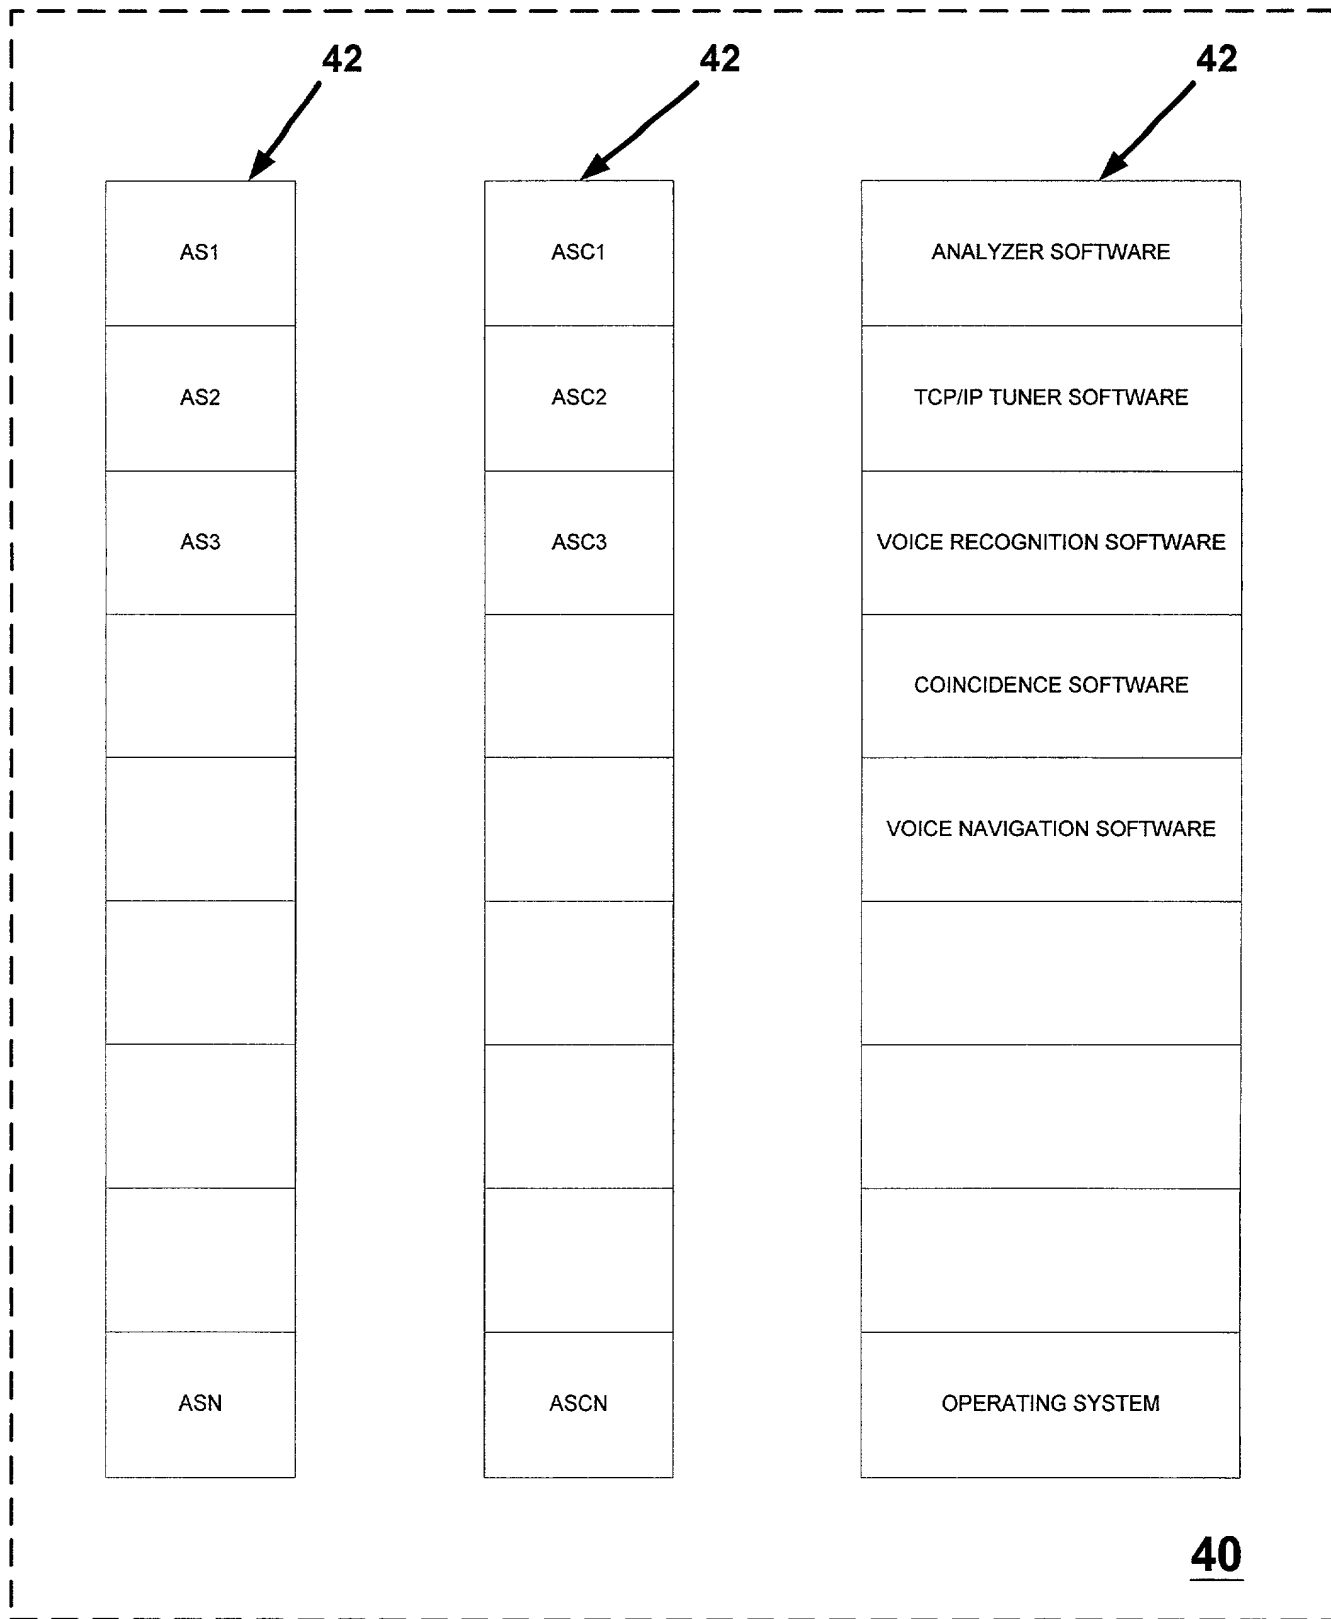 42 42 42
AS1 ASC1 ANALYZER SOFTWARE
AS2 ASC2 TCP/IP TUNER SOFTWARE
AS3 ASC3 VOICE RECOGNITION SOFTWARE
COINCIDENCE SOFTWARE
VOICE NAVIGATION SOFTWARE
ASN ASCN OPERATING SYSTEM
40